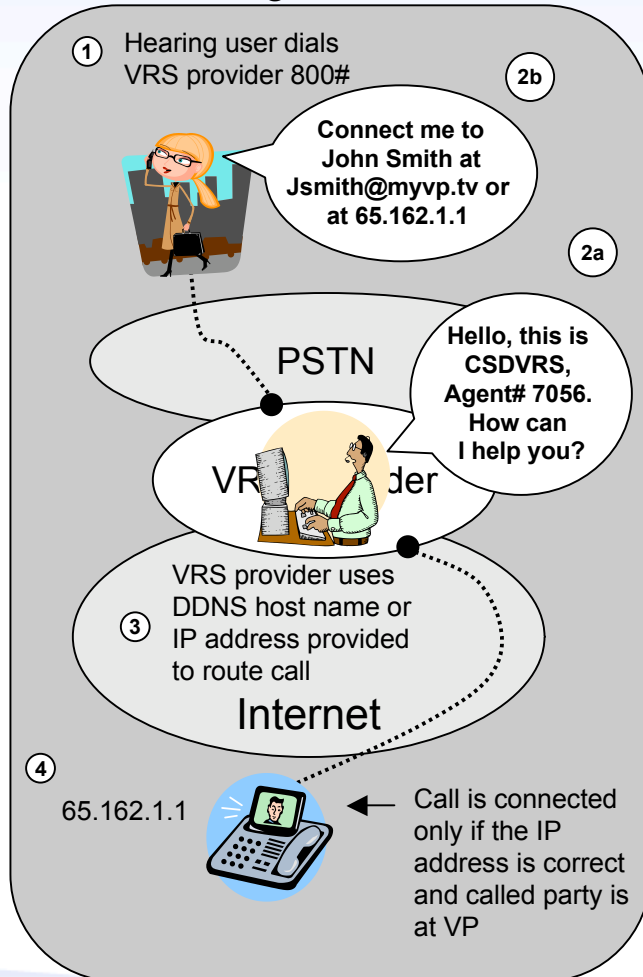 1
Hearing user dials
VRS provider 800#
2b
Connect me to
John Smith at
Jsmith@myvp.tv or
at 65.162.1.1
2a
PSTN
Hello, this is
CSDVRS,
Agent# 7056.
How can
I help you?
VR der
3
VRS provider uses
DDNS host name or
IP address provided
to route call
Internet
4
65.162.1.1
Call is connected
only if the IP
address is correct
and called party is
at VP